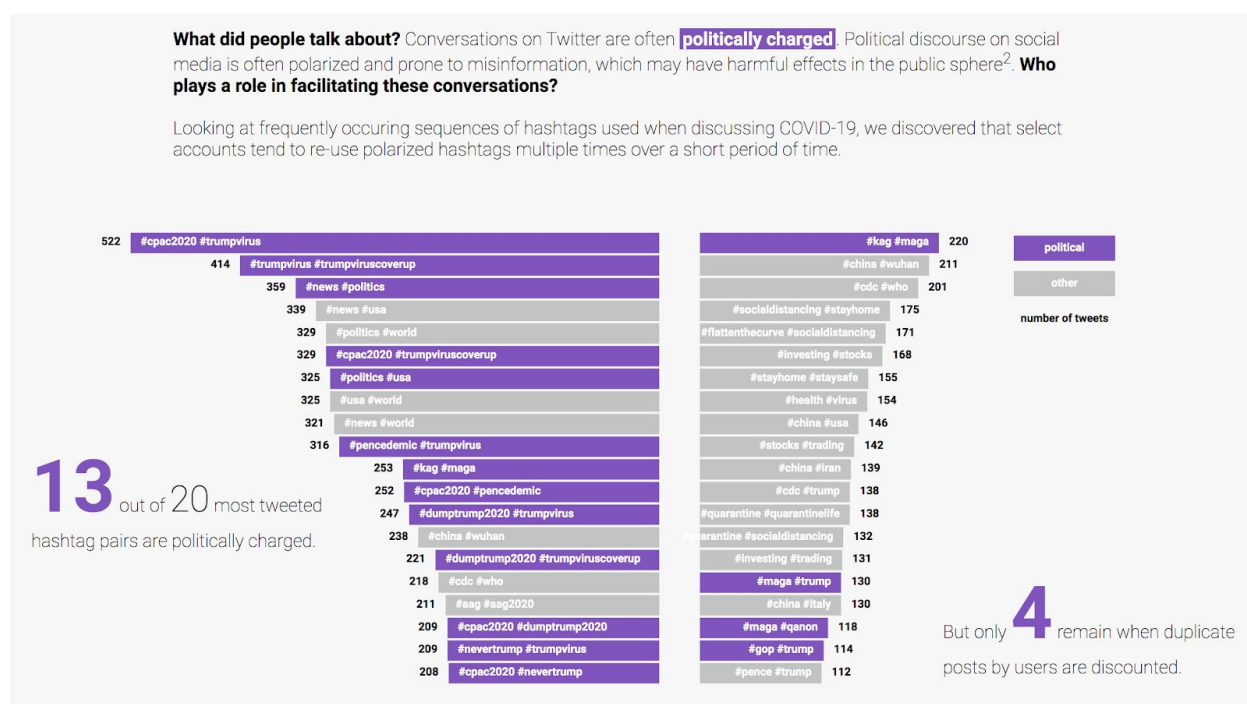 What did people talk about? Conversations on Twitter are often politically charged. Political discourse on social
media is often polarized and prone to misinformation, which may have harmful effects in the public sphere2. Who
plays a role in facilitating these conversations?
Looking at frequently occuring sequences of hashtags used when discussing COVID-19, we discovered that select
accounts tend to re-use polarized hashtags multiple times over a short period of time.
522 #cpac2020 #trumpvirus
414 #trumpvirus #trumpviruscoverup
359 #news #politics
339 #news #usa
329 #politics #world
329 #cpac2020 #trumpviruscoverup
325 #politics #usa
325 #usa #world
321 #news #world
316 #pencedemic #trumpvirus
253 #kag #maga
252 #cpac2020 #pencedemic
247 #dumptrump2020 #trumpvirus
238 #china #wuhan
221 #dumptrump2020 #trumpviruscoverup
218 #cdc #who
211 #aag #aag2020
209 #cpac2020 #dumptrump2020
209 #nevertrump #trumpvirus
208 #cpac2020 #nevertrump
13 out of 20 most tweeted
hashtag pairs are politically charged.
#kag #maga 220
#china #wuhan 211
#cdc #who 201
#socialdistancing #stayhome 175
#flattenthecurve #socialdistancing 171
#investing #stocks 168
#stayhome #staysafe 155
#health #virus 154
#china #usa 146
#stocks #trading 142
#china #iran 139
#cdc #trump 138
#quarantine #quarantinelife 138
#quarantine #socialdistancing 132
#investing #trading 131
#maga #trump 130
#china #italy 130
#maga #qanon 118
#gop #trump 114
#pence #trump 112
political
other
number of tweets
But only 4 remain when duplicate
posts by users are discounted.